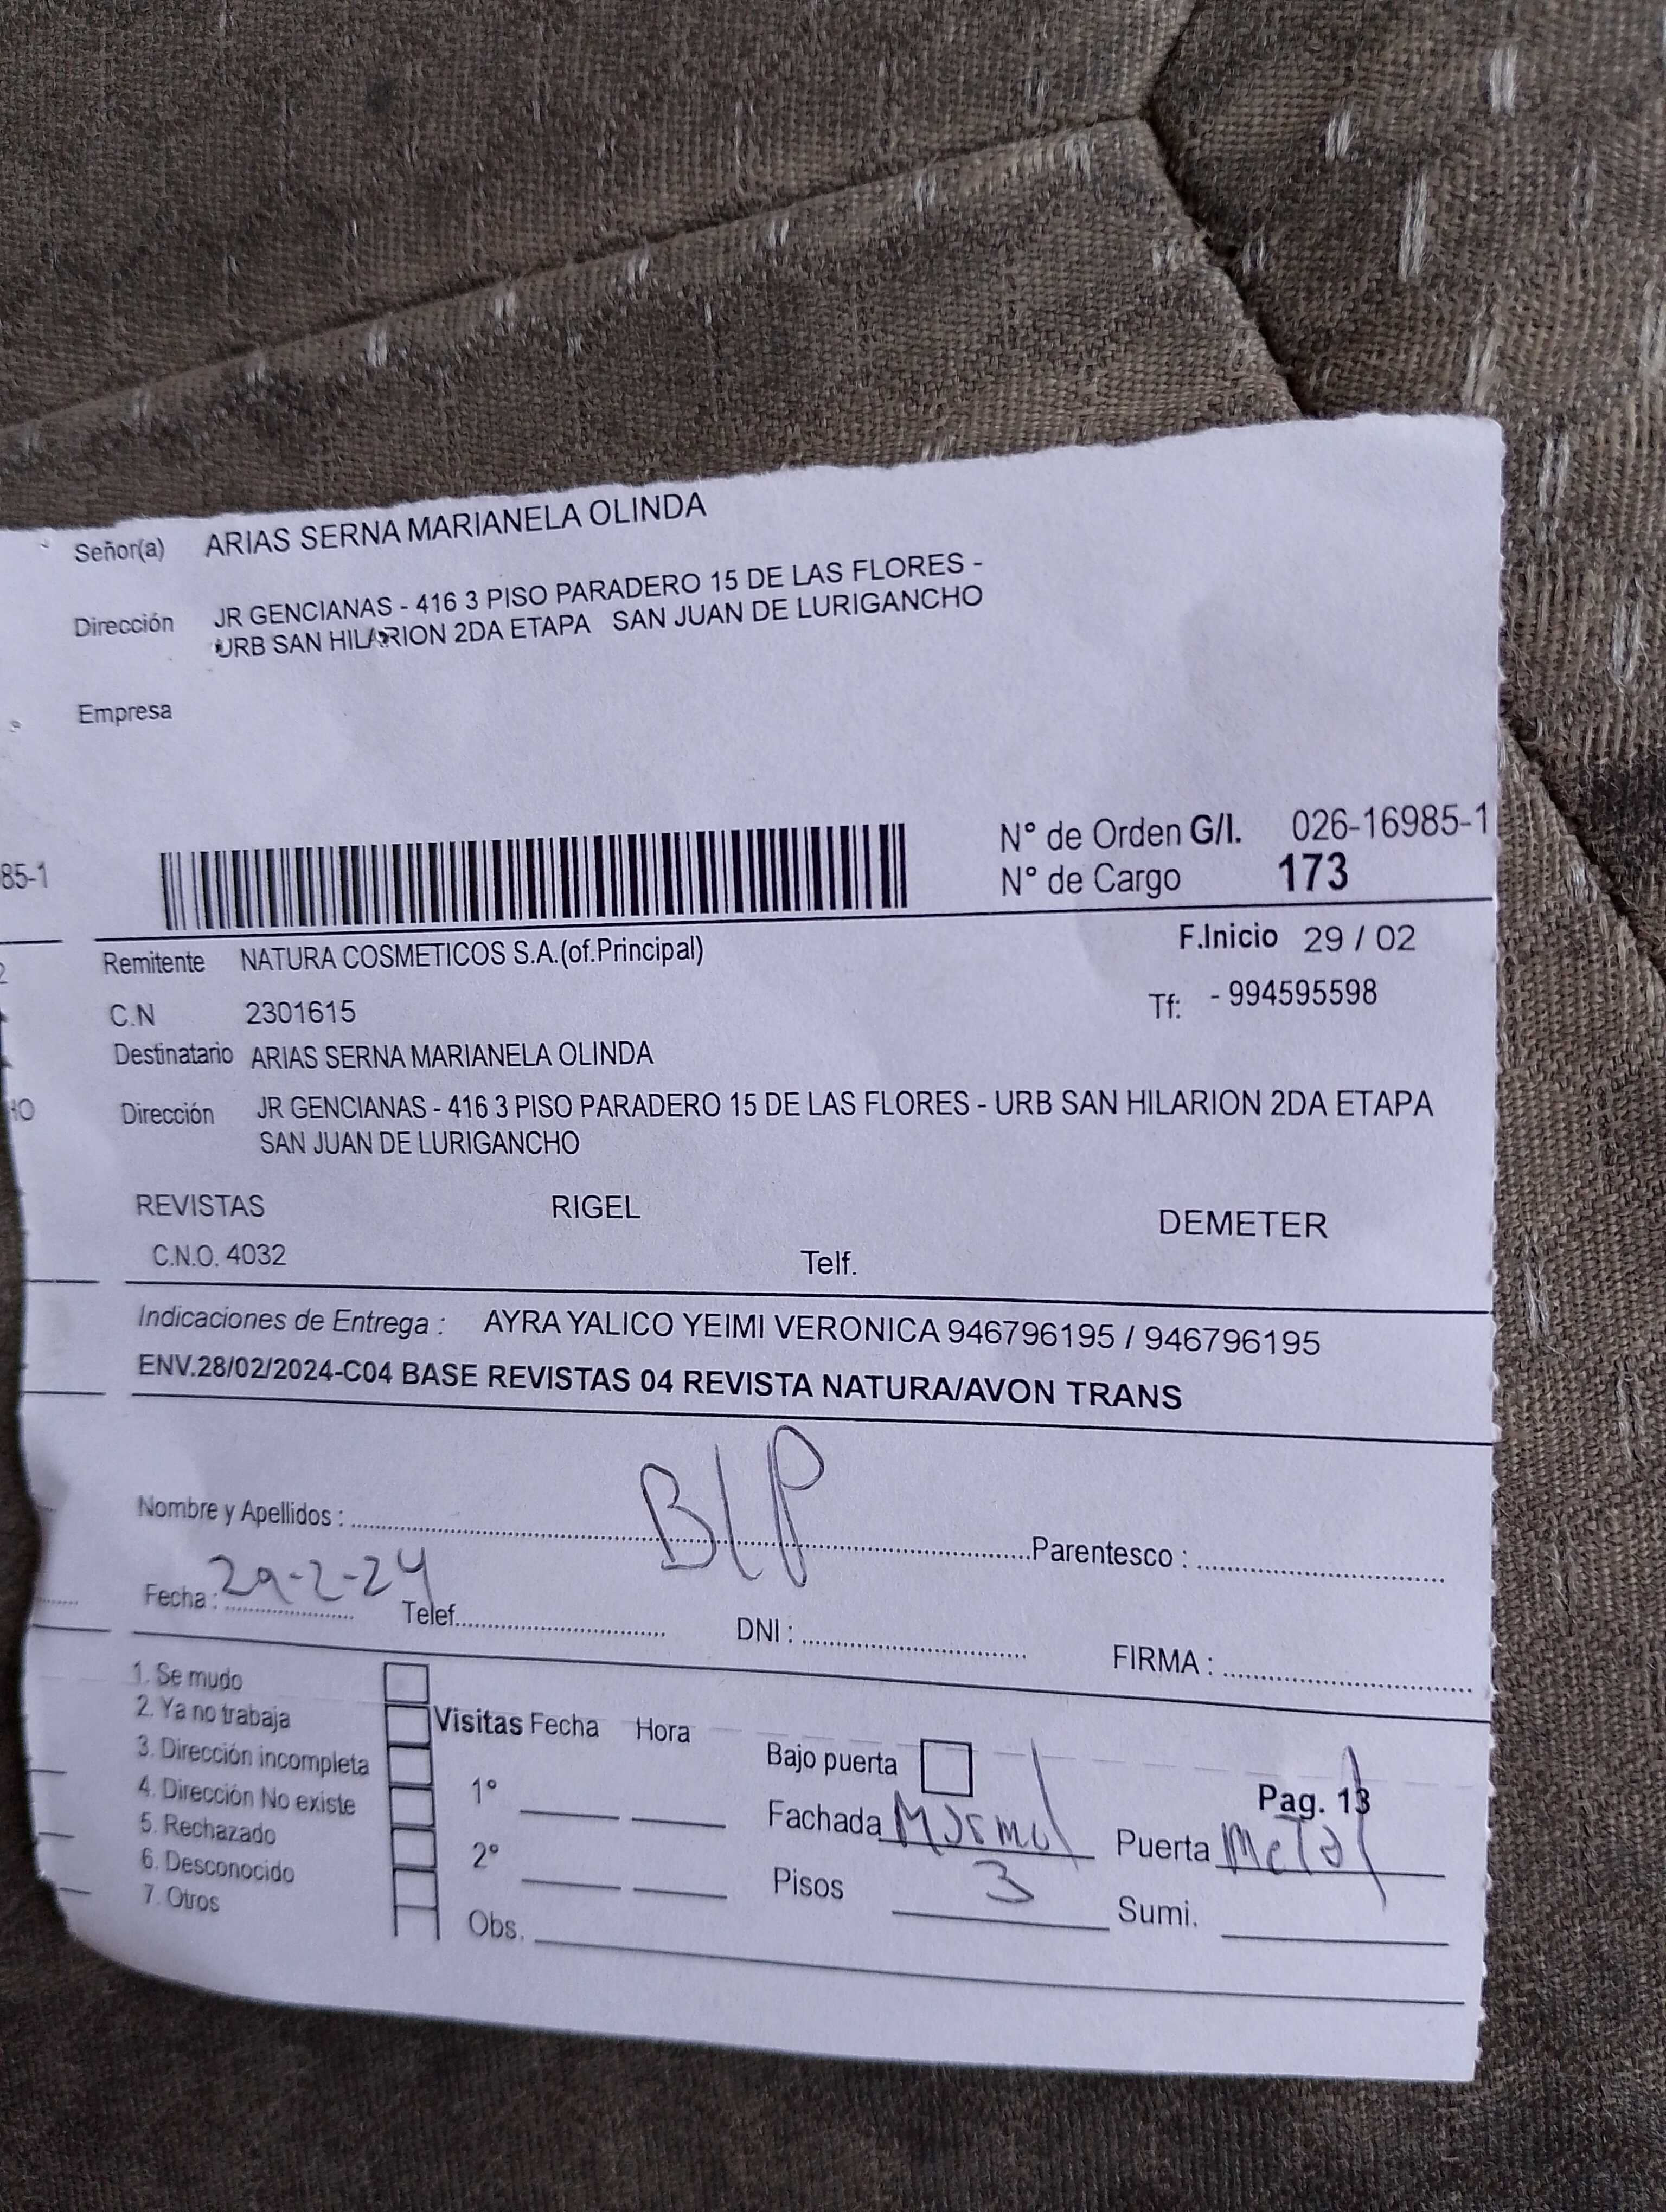 Señor(a) ARIAS SERNA MARIANELA OLINDA
Dirección JR GENCIANAS - 416 3 PISO PARADERO 15 DE LAS FLORES -
URB SAN HILARION 2DA ETAPA SAN JUAN DE LURIGANCHO
Empresa
N° de Orden G/I. 026-16985-1
85-1
N° de Cargo 173
Remitente NATURA COSMETICOS S.A.(of.Principal)
F.Inicio 29 / 02
C.N 2301615
Tf: - 994595598
Destinatario ARIAS SERNA MARIANELA OLINDA
Dirección JR GENCIANAS - 416 3 PISO PARADERO 15 DE LAS FLORES - URB SAN HILARION 2DA ETAPA
SAN JUAN DE LURIGANCHO
REVISTAS RIGEL DEMETER
C.N.O. 4032 Telf.
Indicaciones de Entrega : AYRA YALICO YEIMI VERONICA 946796195 / 946796195
ENV.28/02/2024-C04 BASE REVISTAS 04 REVISTA NATURA/AVON TRANS
B/P
Nombre y Apellidos : Parentesco :
Fecha : 29-2-24 Telef. DNI : FIRMA :
1. Se mudo
2. Ya no trabaja
3. Dirección incompleta
4. Dirección No existe
5. Rechazado
6. Desconocido
7. Otros
Visitas Fecha Hora
1°
2°
Obs.
Bajo puerta
Pag. 13
Fachada Marmol Puerta Metal
Pisos 3 Sumi.